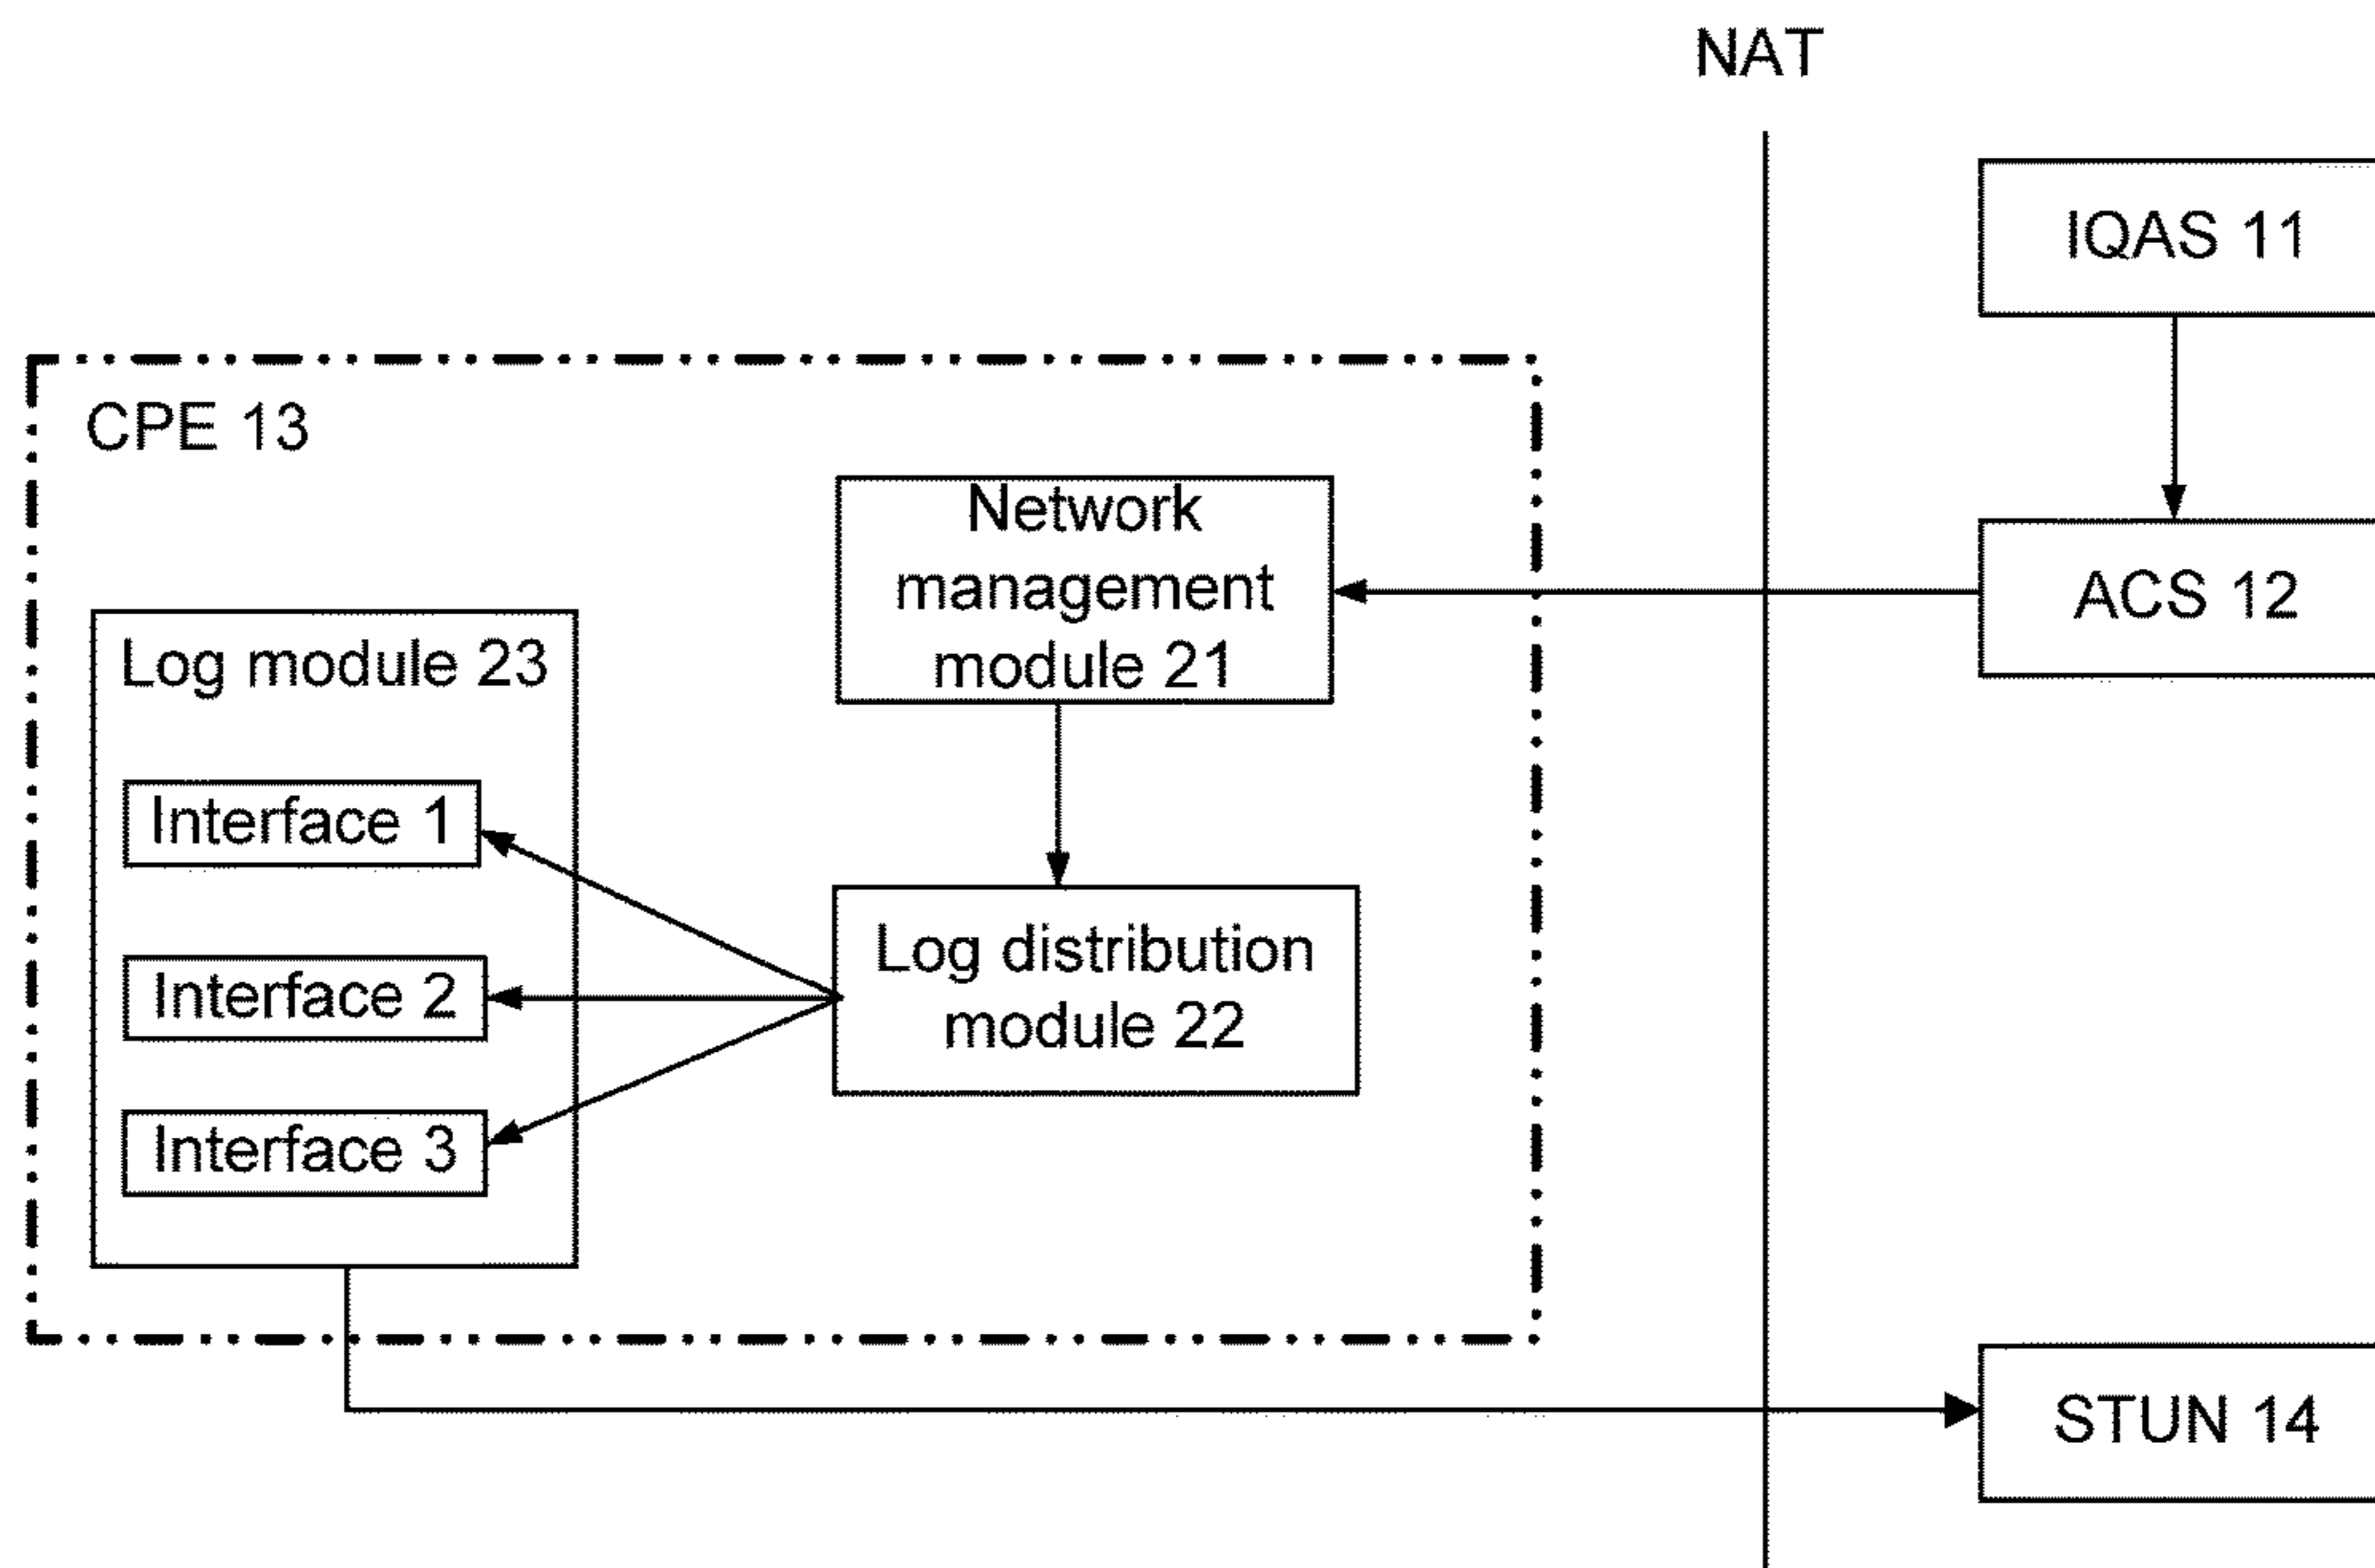 NAT
IQAS 11
CPE 13
Network
management
module 21
ACS 12
Log module 23
Interface 1
Log distribution
module 22
Interface 2
Interface 3
STUN 14